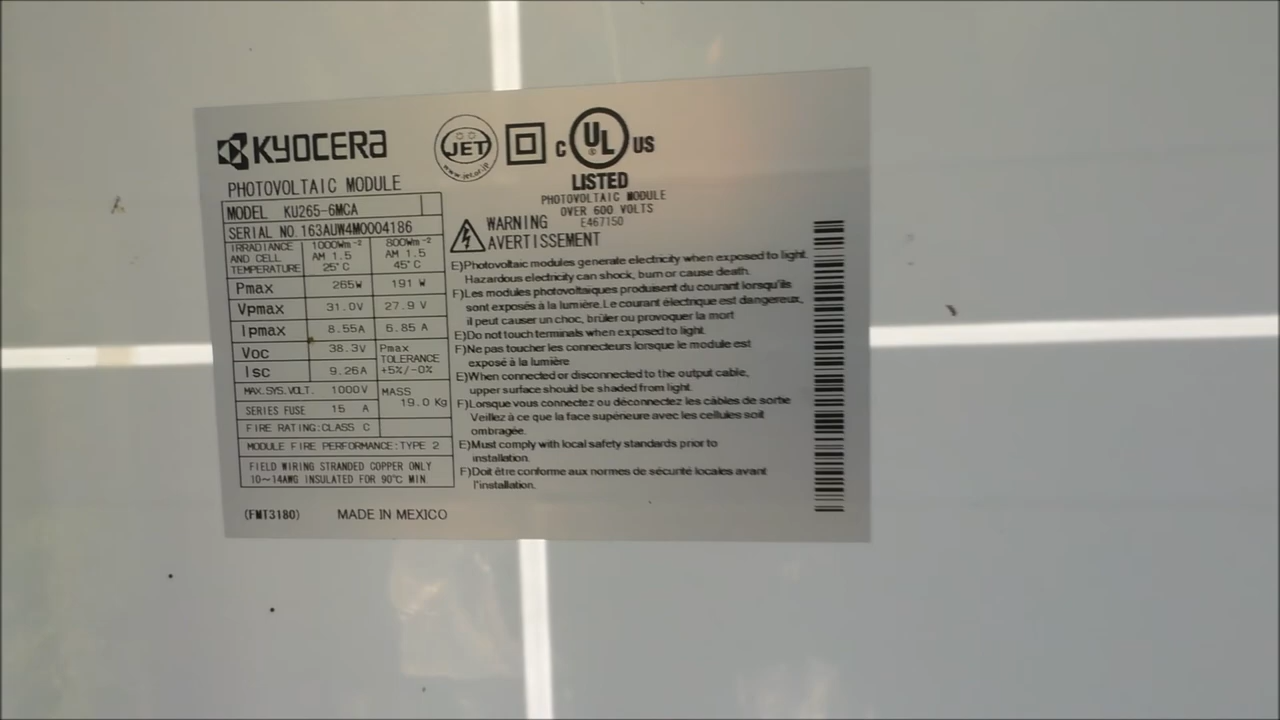 KYOCERA
JET
www.jet.or.jp
C UL US
®
LISTED
PHOTOVOLTAIC MODULE
OVER 600 VOLTS
E467150
PHOTOVOLTAIC MODULE
MODEL KU265-6MCA
SERIAL NO. 163AUW4M0004186
IRRADIANCE AND CELL TEMPERATURE 1000Wm⁻² AM 1.5 25°C 800Wm⁻² AM 1.5 45°C
Pmax 265W 191 W
Vpmax 31.0V 27.9 V
Ipmax 8.55A 6.85 A
Voc 38.3V Pmax
TOLERANCE
Isc 9.26A +5%/-0%
MAX.SYS.VOLT. 1000V MASS
SERIES FUSE 15 A 19.0 Kg
FIRE RATING:CLASS C
MODULE FIRE PERFORMANCE:TYPE 2
FIELD WIRING STRANDED COPPER ONLY
10~14AWG INSULATED FOR 90°C MIN.
(FMT3180) MADE IN MEXICO
WARNING
AVERTISSEMENT
E)Photovoltaic modules generate electricity when exposed to light.
Hazardous electricity can shock, burn or cause death.
F)Les modules photovoltaïques produisent du courant lorsqu'ils
sont exposés à la lumière. Le courant électrique est dangereux,
il peut causer un choc, brûler ou provoquer la mort
E)Do not touch terminals when exposed to light.
F)Ne pas toucher les connecteurs lorsque le module est
exposé à la lumière
E)When connected or disconnected to the output cable,
upper surface should be shaded from light.
F)Lorsque vous connectez ou déconnectez les câbles de sortie
Veillez à ce que la face supérieure avec les cellules soit
ombragée.
E)Must comply with local safety standards prior to
installation.
F)Doit être conforme aux normes de sécurité locales avant
l'installation.